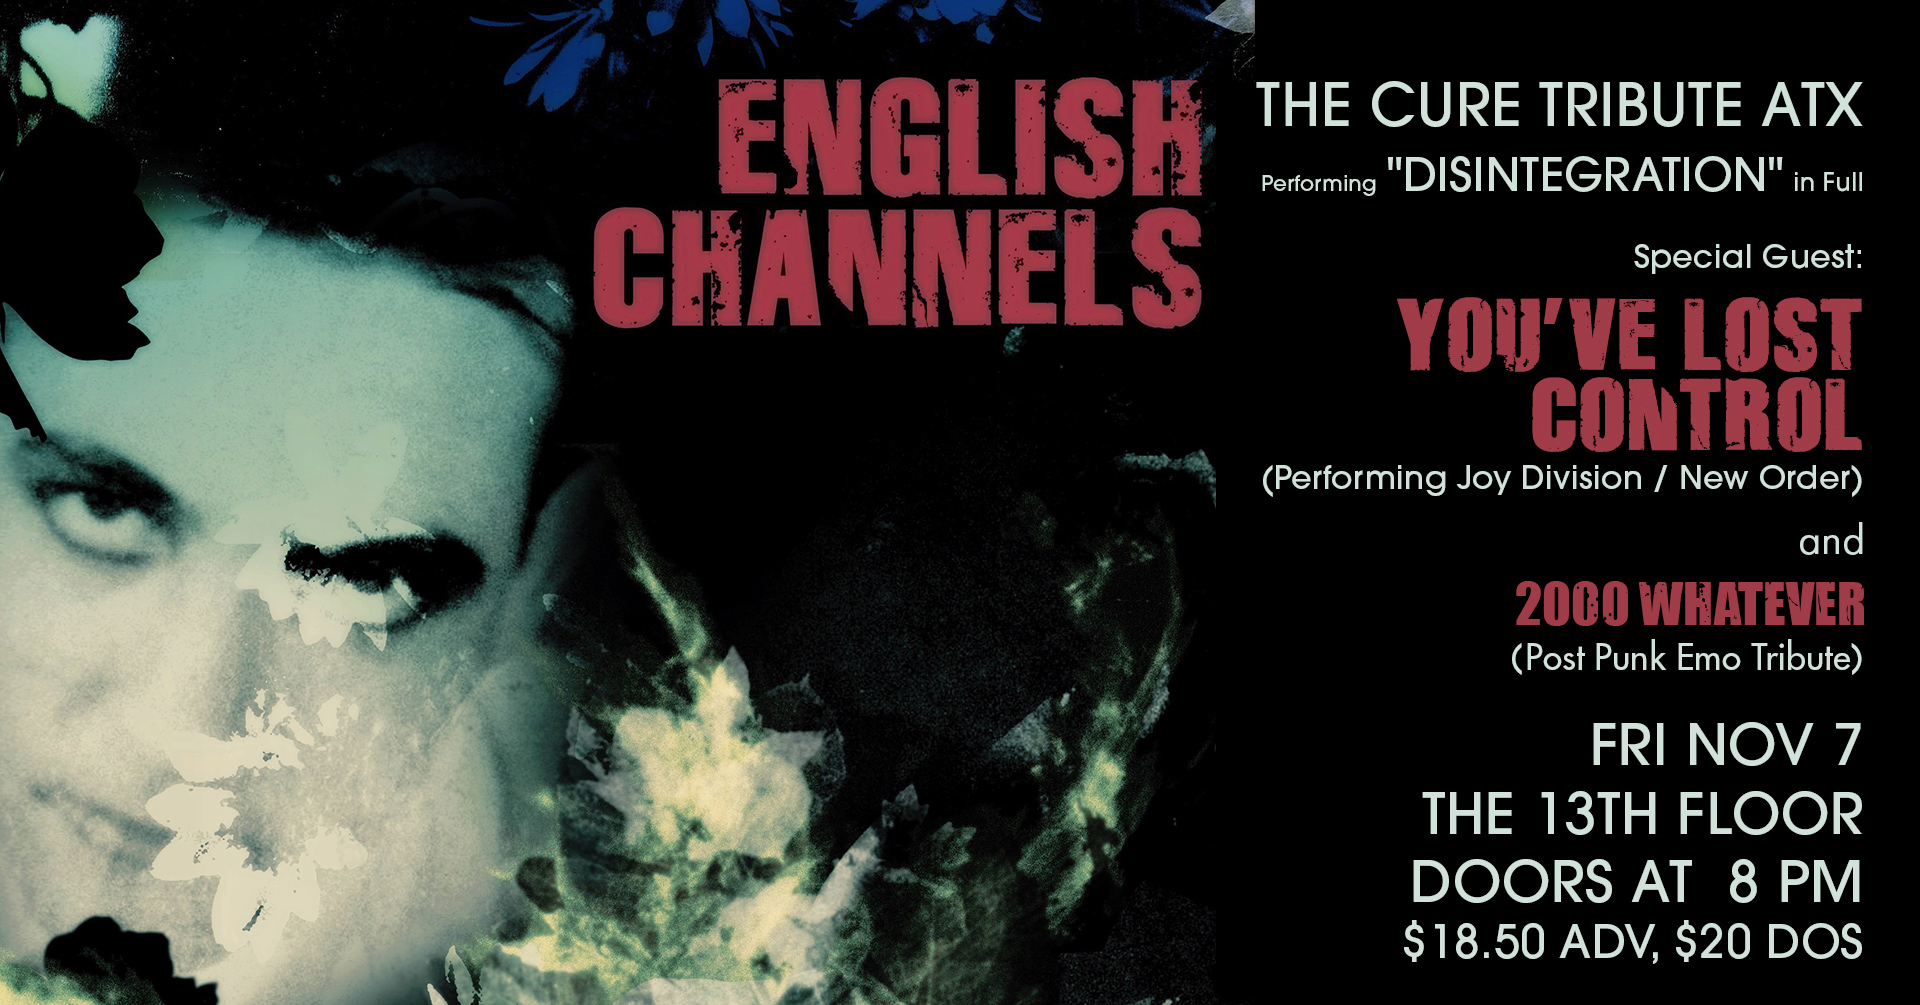 ENGLISH
CHANNELS
THE CURE TRIBUTE ATX
Performing "DISINTEGRATION" in Full
Special Guest:
YOU'VE LOST
CONTROL
(Performing Joy Division / New Order)
and
2000 WHATEVER
(Post Punk Emo Tribute)
FRI NOV 7
THE 13TH FLOOR
DOORS AT 8 PM
$18.50 ADV, $20 DOS